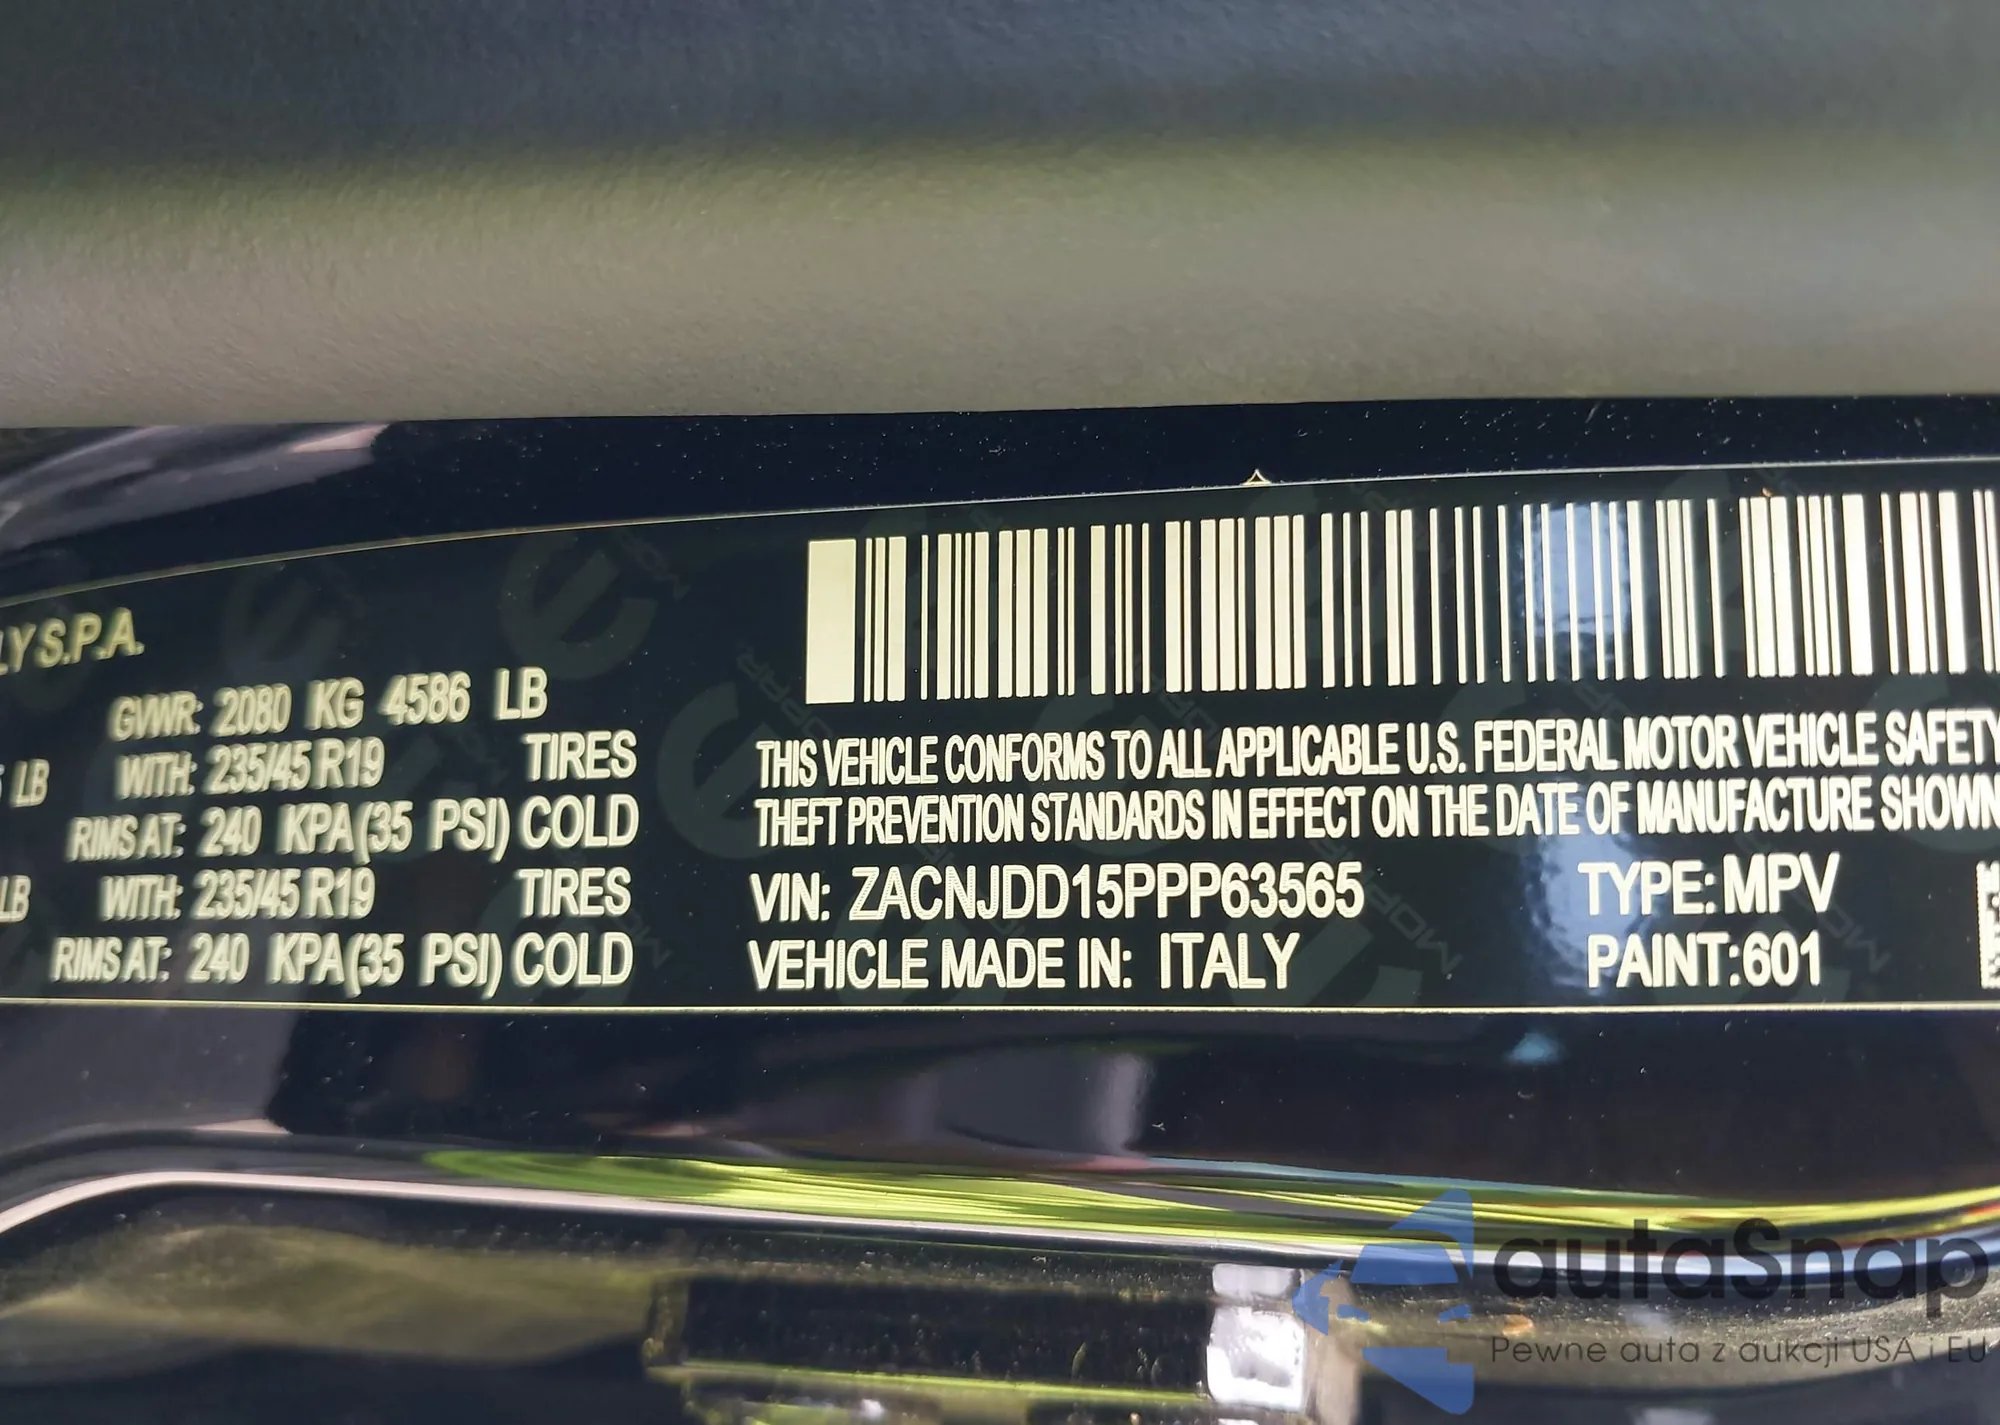 LY S.P.A.
GVWR: 2080 KG 4586 LB
LB WITH: 235/45 R19 TIRES
RIMS AT: 240 KPA(35 PSI) COLD
LB WITH: 235/45 R19 TIRES
RIMS AT: 240 KPA(35 PSI) COLD
THIS VEHICLE CONFORMS TO ALL APPLICABLE U.S. FEDERAL MOTOR VEHICLE SAFETY
THEFT PREVENTION STANDARDS IN EFFECT ON THE DATE OF MANUFACTURE SHOWN
VIN: ZACNJDD15PPP63565 TYPE: MPV
VEHICLE MADE IN: ITALY PAINT:601
autaSnap
Pewne auta z aukcji USA i EU